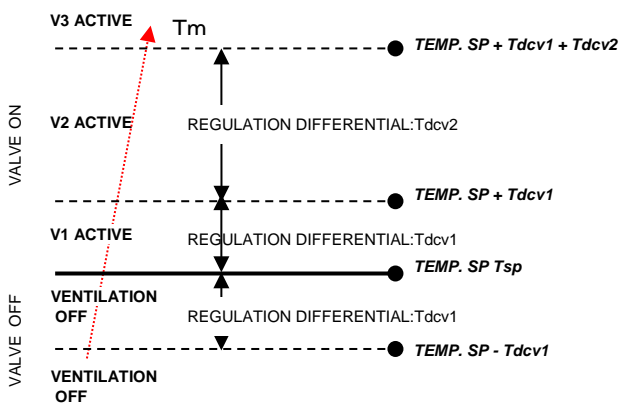 V3 ACTIVE
Tm
TEMP. SP + Tdcv1 + Tdcv2
VALVE ON
V2 ACTIVE
REGULATION DIFFERENTIAL:Tdcv2
TEMP. SP + Tdcv1
V1 ACTIVE
REGULATION DIFFERENTIAL:Tdcv1
TEMP. SP Tsp
VALVE OFF
VENTILATION
OFF
REGULATION DIFFERENTIAL:Tdcv1
TEMP. SP - Tdcv1
VENTILATION
OFF